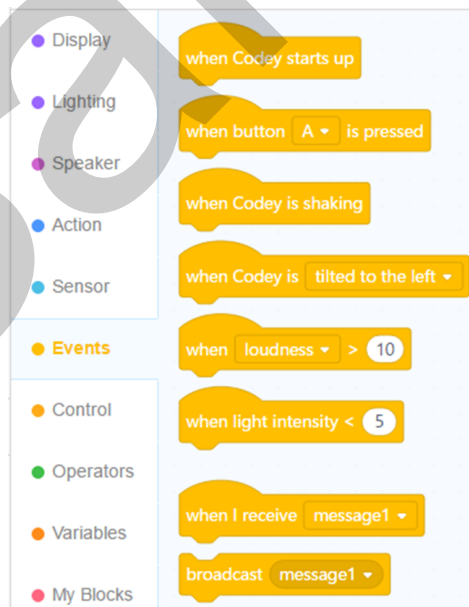 Display
Lighting
Speaker
Action
Sensor
Events
Control
Operators
Variables
My Blocks
when Codey starts up
when button A is pressed
when Codey is shaking
when Codey is tilted to the left
when loudness > 10
when light intensity < 5
when I receive message1
broadcast message1